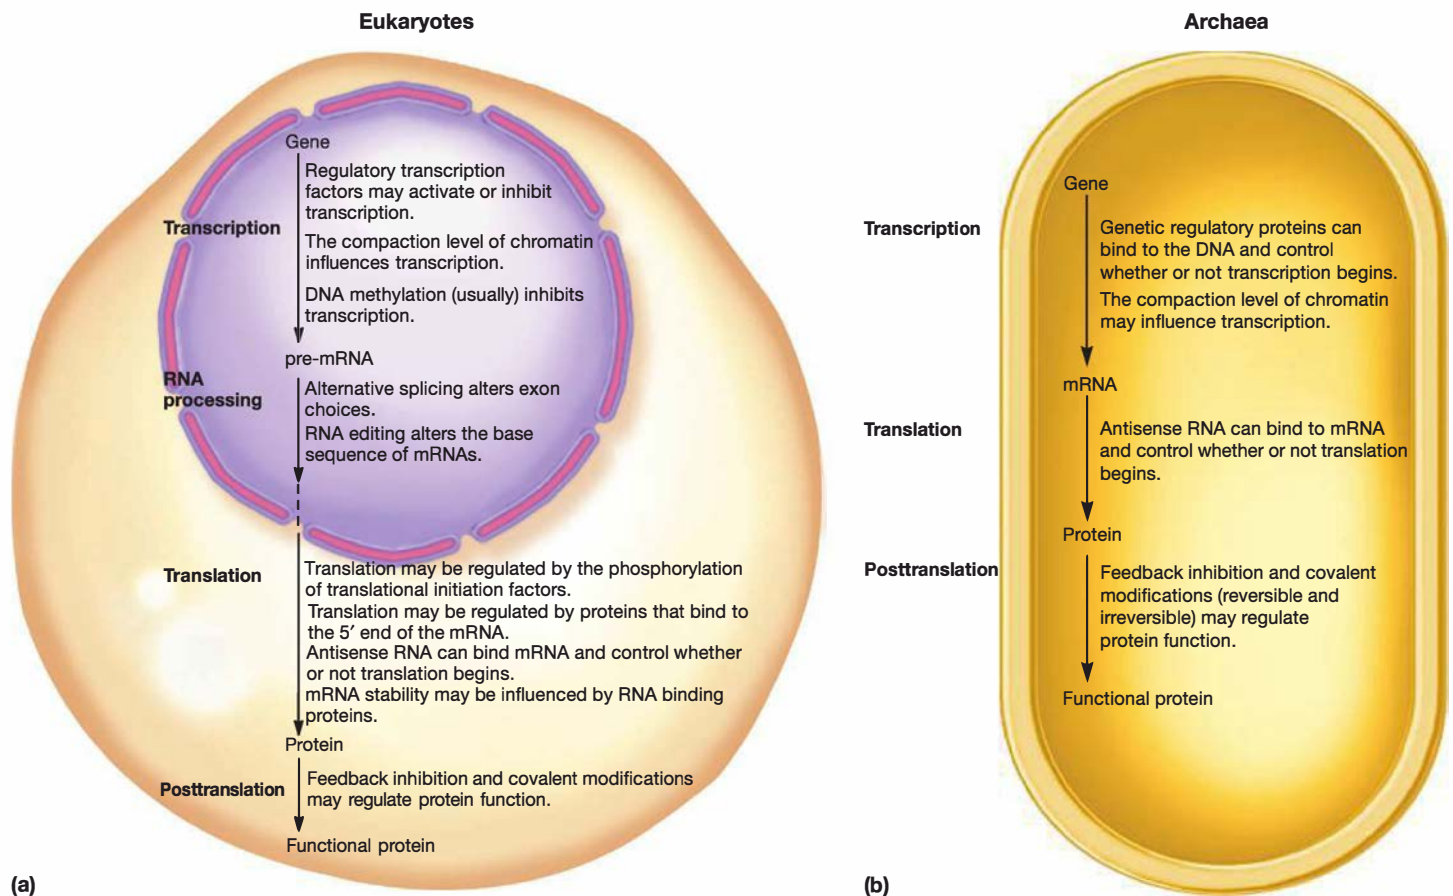 Eukaryotes
Gene
Regulatory transcription
factors may activate or inhibit
transcription.
Transcription
The compaction level of chromatin
influences transcription.
DNA methylation (usually) inhibits
transcription.
pre-mRNA
RNA
processing
Alternative splicing alters exon
choices.
RNA editing alters the base
sequence of mRNAs.
Translation
Translation may be regulated by the phosphorylation
of translational initiation factors.
Translation may be regulated by proteins that bind to
the 5′ end of the mRNA.
Antisense RNA can bind mRNA and control whether
or not translation begins.
mRNA stability may be influenced by RNA binding
proteins.
Protein
Posttranslation
Feedback inhibition and covalent modifications
may regulate protein function.
Functional protein
(a)
Archaea
Gene
Transcription
Genetic regulatory proteins can
bind to the DNA and control
whether or not transcription begins.
The compaction level of chromatin
may influence transcription.
mRNA
Translation
Antisense RNA can bind to mRNA
and control whether or not translation
begins.
Protein
Posttranslation
Feedback inhibition and covalent
modifications (reversible and
irreversible) may regulate
protein function.
Functional protein
(b)